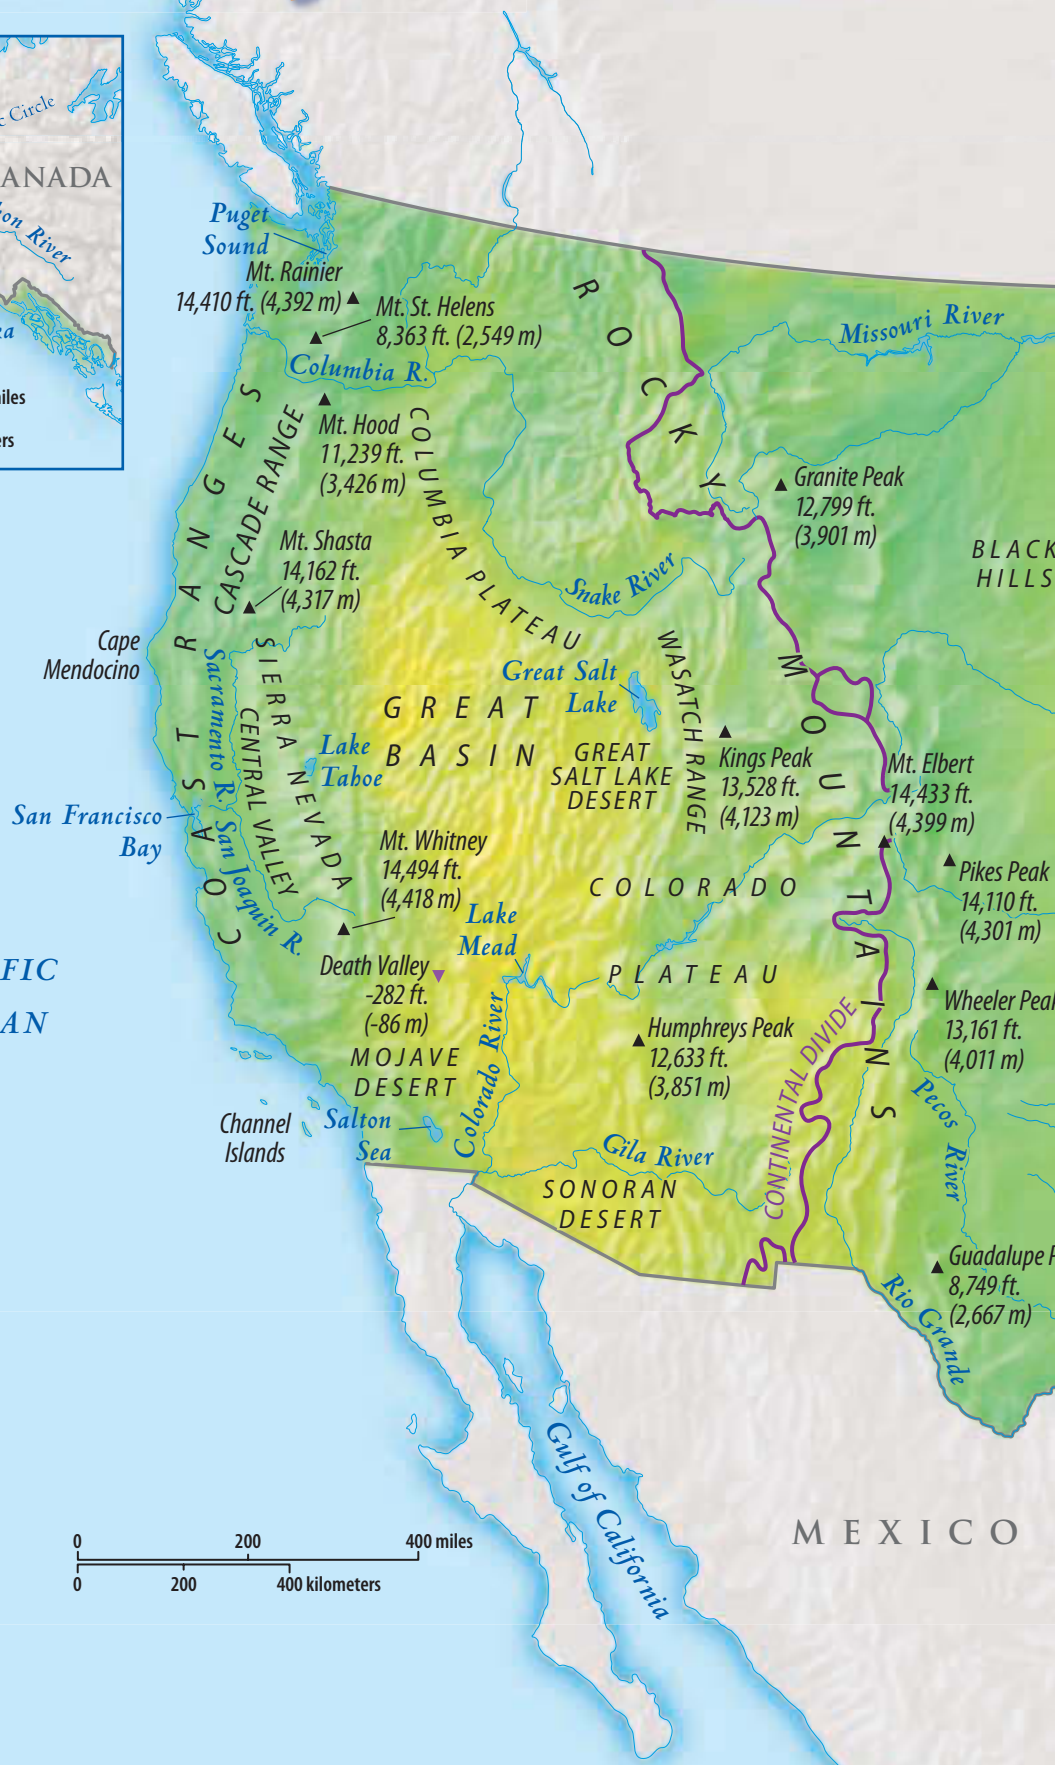 c Circle
ANADA
on River
ka
iles
ers
Puget
Sound
Mt. Rainier
14,410 ft. (4,392 m)
Mt. St. Helens
8,363 ft. (2,549 m)
Columbia R.
Missouri River
ROCKY MOUNTAINS
COAST RANGES
CASCADE RANGE
Mt. Hood
11,239 ft.
(3,426 m)
COLUMBIA PLATEAU
Granite Peak
12,799 ft.
(3,901 m)
BLACK
HILLS
Mt. Shasta
14,162 ft.
(4,317 m)
Snake River
Cape
Mendocino
Sacramento R.
SIERRA NEVADA
CENTRAL VALLEY
Great Salt
Lake
WASATCH RANGE
GREAT
BASIN
Lake
Tahoe
GREAT
SALT LAKE
DESERT
Kings Peak
13,528 ft.
(4,123 m)
Mt. Elbert
14,433 ft.
(4,399 m)
San Francisco
Bay
San Joaquin R.
Mt. Whitney
14,494 ft.
(4,418 m)
COLORADO
PLATEAU
Pikes Peak
14,110 ft.
(4,301 m)
Lake
Mead
FIC
AN
Death Valley
-282 ft.
(-86 m)
MOJAVE
DESERT
Colorado River
Humphreys Peak
12,633 ft.
(3,851 m)
CONTINENTAL DIVIDE
Wheeler Peak
13,161 ft.
(4,011 m)
Pecos River
Channel
Islands
Salton
Sea
Gila River
SONORAN
DESERT
Guadalupe P
8,749 ft.
(2,667 m)
Rio Grande
Gulf of California
MEXICO
0 200 400 miles
0 200 400 kilometers